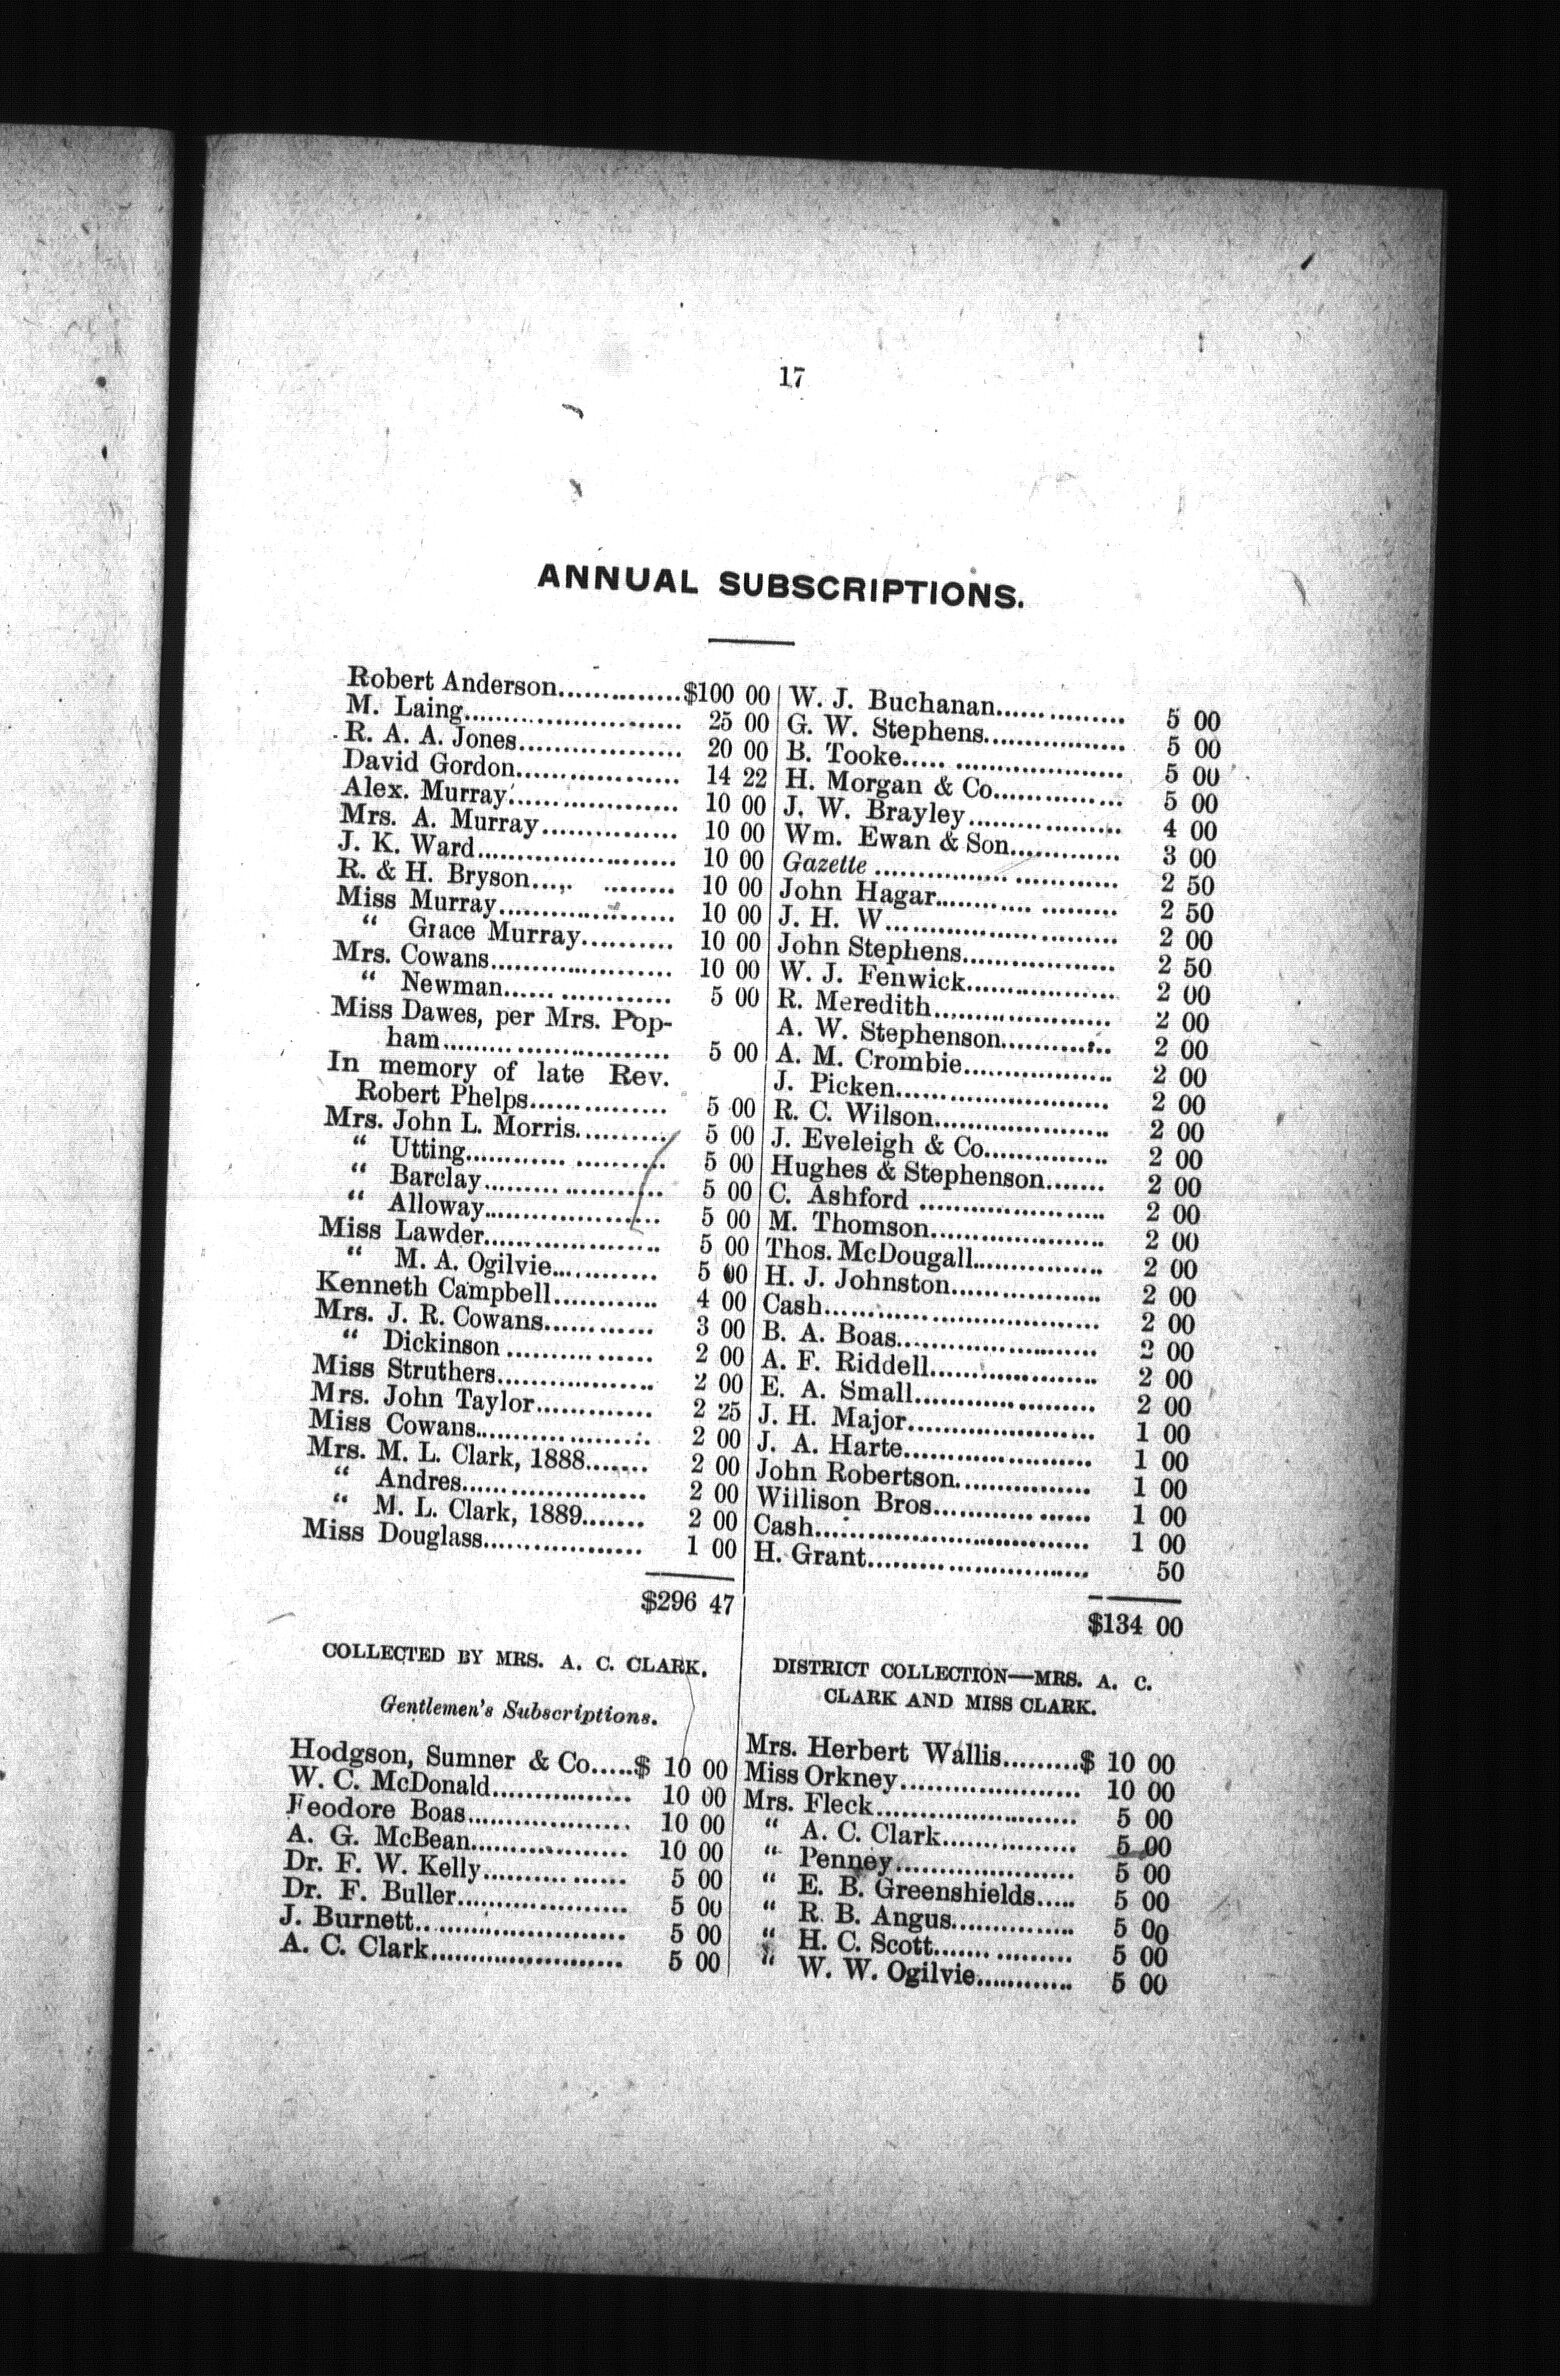 17
ANNUAL SUBSCRIPTIONS.
Robert Anderson..............$100 00
M. Laing........................ 25 00
R. A. A. Jones.................. 20 00
David Gordon.................. 14 22
Alex. Murray................... 10 00
Mrs. A. Murray............... 10 00
J. K. Ward....................... 10 00
R. & H. Bryson.... ........ 10 00
Miss Murray.................... 10 00
“ Grace Murray.......... 10 00
Mrs. Cowans.................... 10 00
“ Newman...... ............ 5 00
Miss Dawes, per Mrs. Pop-
ham.......................... 5 00
In memory of late Rev.
Robert Phelps............... 5 00
Mrs. John L. Morris.......... 5 00
“ Utting............ .......... 5 00
“ Barclay.................... 5 00
“ Alloway.................... 5 00
Miss Lawder.................... 5 00
“ M. A. Ogilvie............ 5 00
Kenneth Campbell............ 4 00
Mrs. J. R. Cowans............ 3 00
“ Dickinson ............... 2 00
Miss Struthers................. 2 00
Mrs. John Taylor............. 2 25
Miss Cowans.................... 2 00
Mrs. M. L. Clark, 1888....... 2 00
“ Andres..................... 2 00
“ M. L. Clark, 1889....... 2 00
Miss Douglass.................. 1 00
$296 47
COLLECTED BY MRS. A. C. CLARK.
Gentlemen's Subscriptions.
Hodgson, Sumner & Co.....$ 10 00
W. C. McDonald................ 10 00
Feodore Boas.................... 10 00
A. G. McBean................... 10 00
Dr. F. W. Kelly................ 5 00
Dr. F. Buller.................... 5 00
J. Burnett........................ 5 00
A. C. Clark....................... 5 00
W. J. Buchanan............... 5 00
G. W. Stephens................. 5 00
B. Tooke..... .................... 5 00
H. Morgan & Co.............. 5 00
J. W. Brayley.................. 4 00
Wm. Ewan & Son............. 3 00
Gazette ............................ 2 50
John Hagar............ ......... 2 50
J. H. W........................... 2 00
John Stephens.................. 2 50
W. J. Fenwick................. 2 00
R. Meredith..................... 2 00
A. W. Stephenson............ 2 00
A. M. Crombie................. 2 00
J. Picken......................... 2 00
R. C. Wilson.................... 2 00
J. Eveleigh & Co............... 2 00
Hughes & Stephenson....... 2 00
C. Ashford ...................... 2 00
M. Thomson..................... 2 00
Thos. McDougall............... 2 00
H. J. Johnston.................. 2 00
Cash............................... 2 00
B. A. Boas....................... 2 00
A. F. Riddell.................... 2 00
E. A. Small...................... 2 00
J. H. Major..................... 1 00
J. A. Harte...................... 1 00
John Robertson................ 1 00
Willison Bros............ ...... 1 00
Cash............................... 1 00
H. Grant.......................... 50
$134 00
DISTRICT COLLECTION—MRS. A. C.
CLARK AND MISS CLARK.
Mrs. Herbert Wallis.........$ 10 00
Miss Orkney..................... 10 00
Mrs. Fleck........................ 5 00
“ A. C. Clark................ 5 00
“ Penney...................... 5 00
“ E. B. Greenshields..... 5 00
“ R. B. Angus.............. 5 00
“ H. C. Scott....... ......... 5 00
“ W. W. Ogilvie............ 5 00